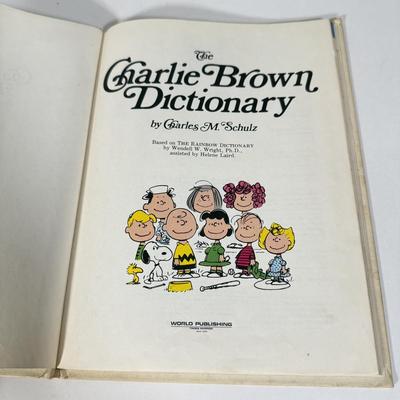 The
Charlie Brown
Dictionary
by Charles M. Schulz
Based on THE RAINBOW DICTIONARY
by Wendell W. Wright, Ph.D.,
assisted by Helene Laird.
WORLD PUBLISHING